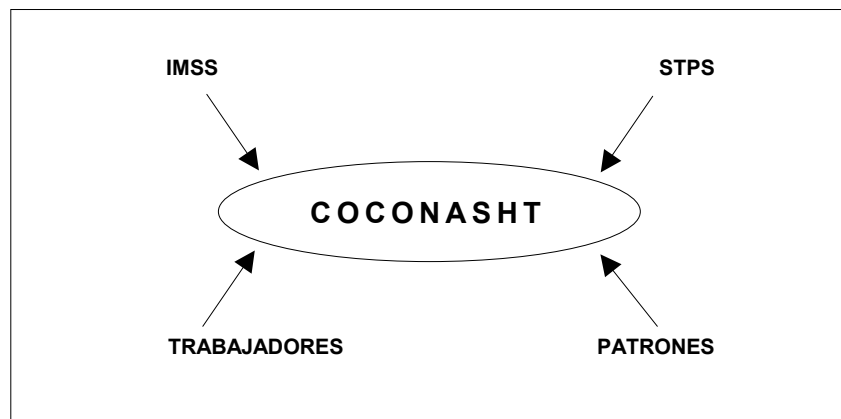 IMSS
STPS
COCONASHT
TRABAJADORES
PATRONES